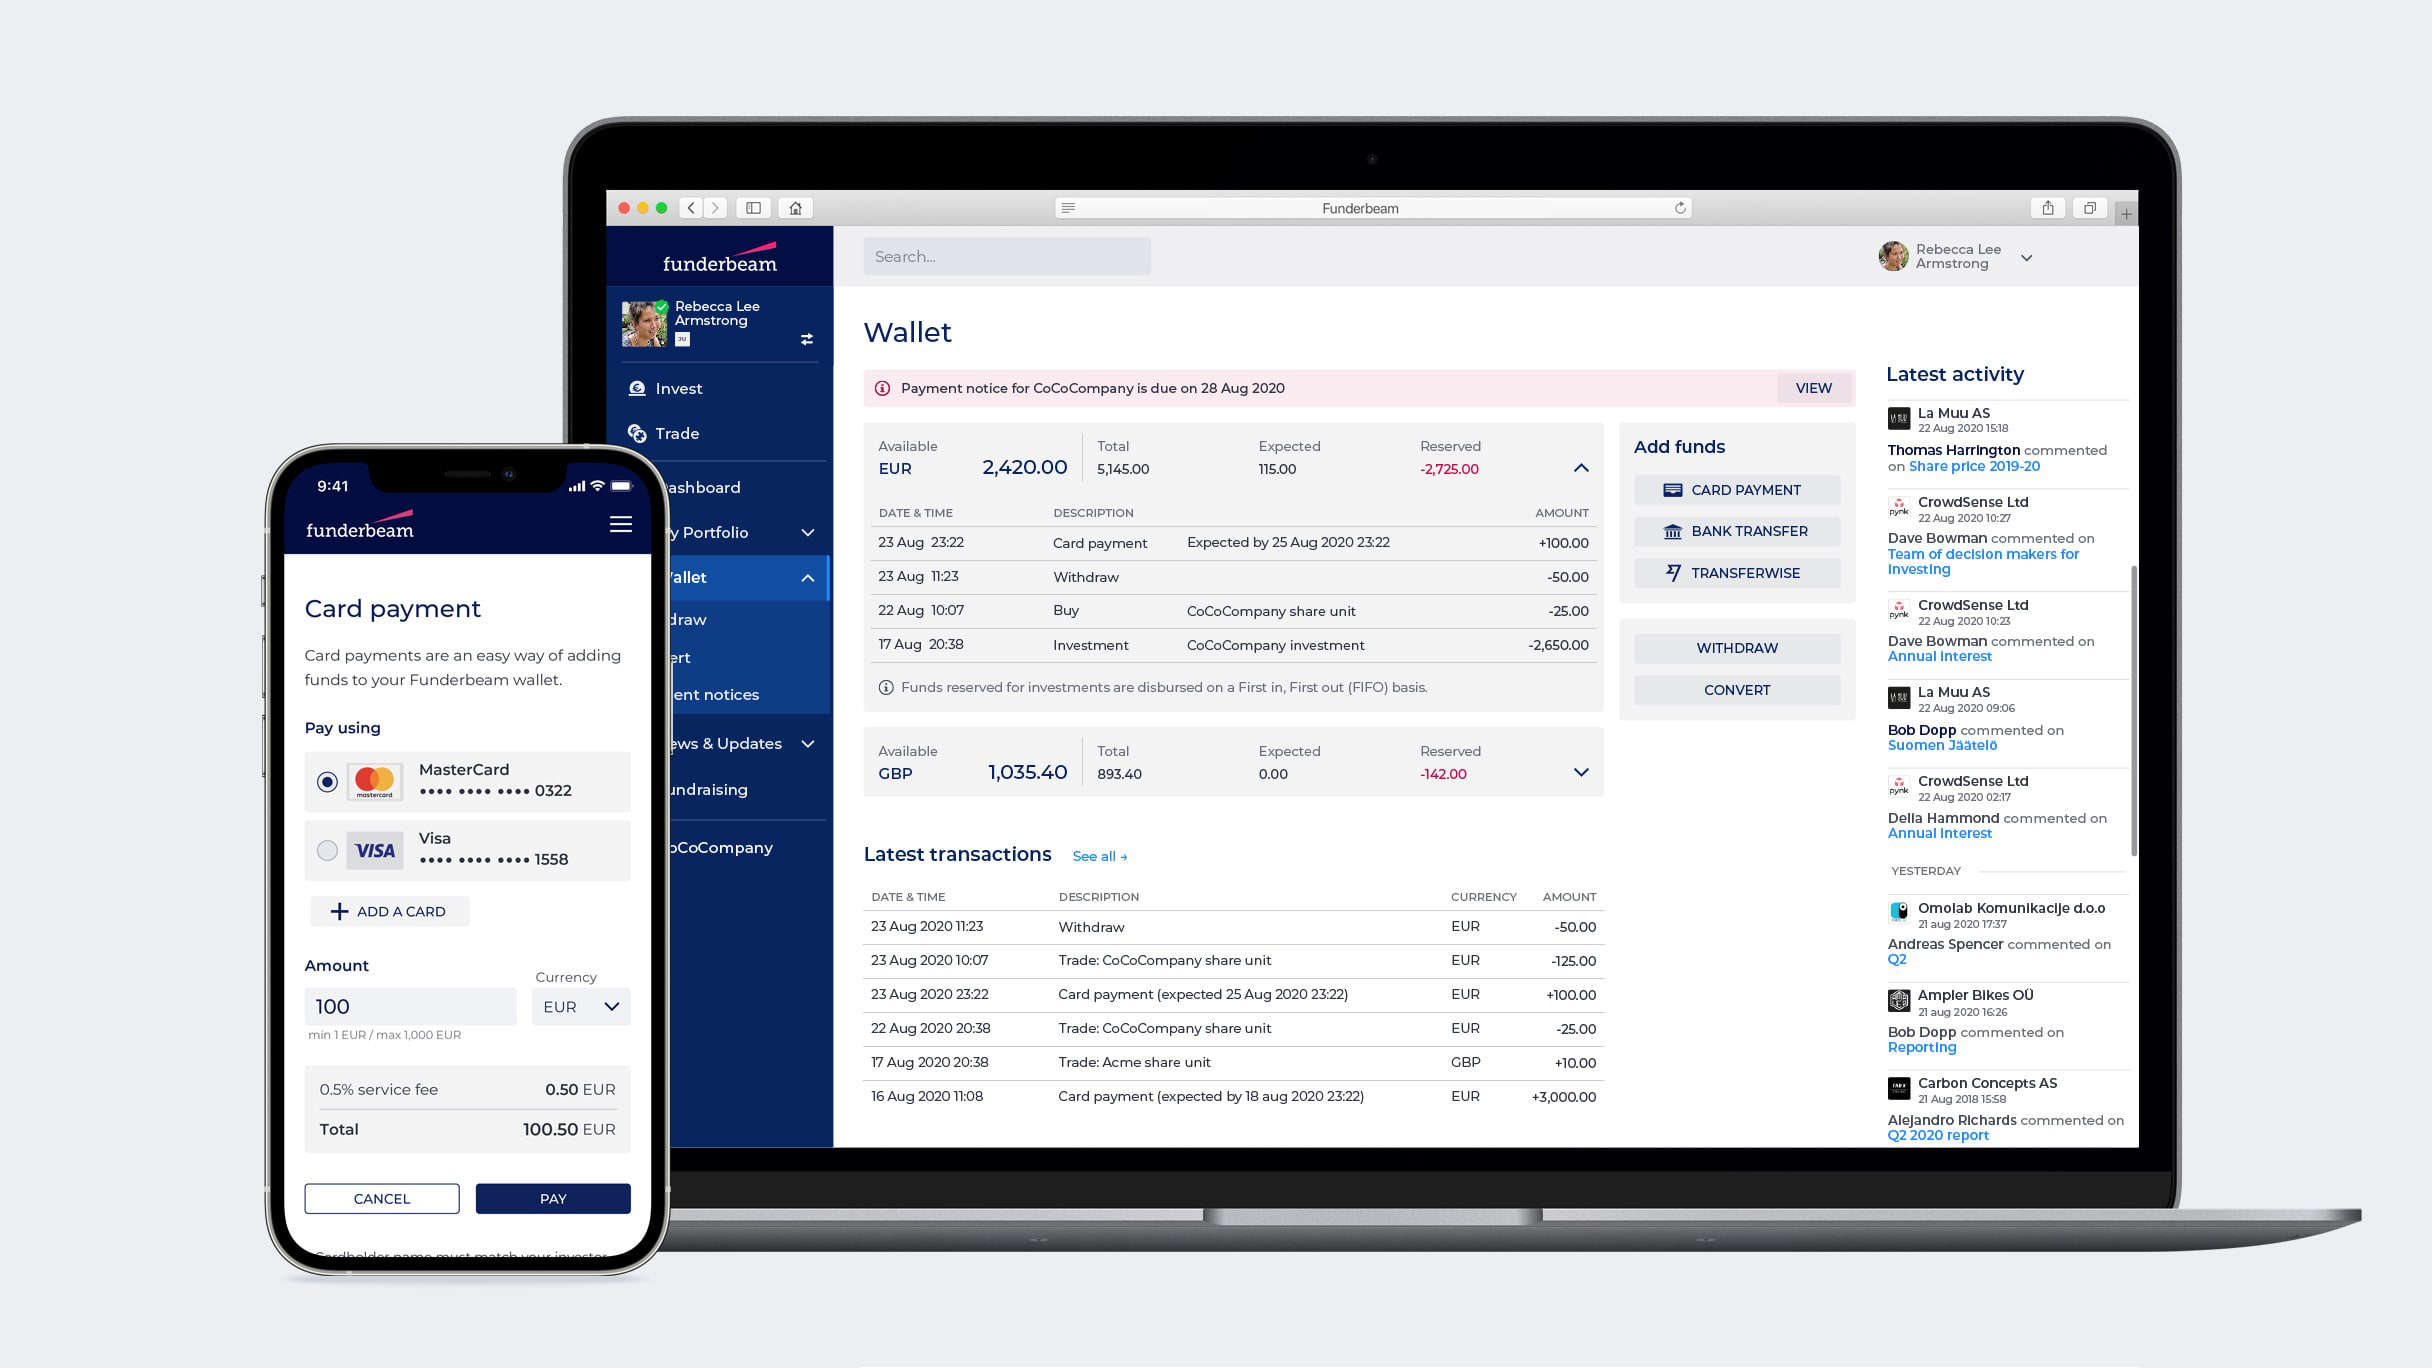 9:41
funderbeam
Card payment
Card payments are an easy way of adding
funds to your Funderbeam wallet.
Pay using
MasterCard
•••• •••• •••• 0322
mastercard
Visa
•••• •••• •••• 1558
VISA
ADD A CARD
Amount
Currency
100
EUR
min 1 EUR / max 1,000 EUR
0.5% service fee 0.50 EUR
Total 100.50 EUR
CANCEL PAY
Cardholder name must match your investor
Funderbeam
funderbeam
Rebecca Lee
Armstrong
JU
Invest
Trade
ashboard
y Portfolio
allet
draw
ert
ent notices
ews & Updates
undraising
oCoCompany
Search...
Rebecca Lee
Armstrong
Wallet
Payment notice for CoCoCompany is due on 28 Aug 2020 VIEW
Available Total Expected Reserved
EUR 2,420.00 5,145.00 115.00 -2,725.00
DATE & TIME DESCRIPTION AMOUNT
23 Aug 23:22 Card payment Expected by 25 Aug 2020 23:22 +100.00
23 Aug 11:23 Withdraw -50.00
22 Aug 10:07 Buy CoCoCompany share unit -25.00
17 Aug 20:38 Investment CoCoCompany investment -2,650.00
Funds reserved for investments are disbursed on a First in, First out (FIFO) basis.
Available Total Expected Reserved
GBP 1,035.40 893.40 0.00 -142.00
Add funds
CARD PAYMENT
BANK TRANSFER
TRANSFERWISE
WITHDRAW
CONVERT
Latest transactions See all →
DATE & TIME DESCRIPTION CURRENCY AMOUNT
23 Aug 2020 11:23 Withdraw EUR -50.00
23 Aug 2020 10:07 Trade: CoCoCompany share unit EUR -125.00
23 Aug 2020 23:22 Card payment (expected 25 Aug 2020 23:22) EUR +100.00
22 Aug 2020 20:38 Trade: CoCoCompany share unit EUR -25.00
17 Aug 2020 20:38 Trade: Acme share unit GBP +10.00
16 Aug 2020 11:08 Card payment (expected by 18 aug 2020 23:22) EUR +3,000.00
Latest activity
La Muu AS
22 Aug 2020 15:18
Thomas Harrington commented
on Share price 2019-20
pynk
CrowdSense Ltd
22 Aug 2020 10:27
Dave Bowman commented on
Team of decision makers for
Investing
pynk
CrowdSense Ltd
22 Aug 2020 10:23
Dave Bowman commented on
Annual Interest
La Muu AS
22 Aug 2020 09:06
Bob Dopp commented on
Suomen Jäätelö
pynk
CrowdSense Ltd
22 Aug 2020 02:17
Della Hammond commented on
Annual Interest
YESTERDAY
Omolab Komunikacije d.o.o
21 aug 2020 17:37
Andreas Spencer commented on
Q2
Ampler Bikes OÜ
21 aug 2020 16:26
Bob Dopp commented on
Reporting
Carbon Concepts AS
21 Aug 2018 15:58
Alejandro Richards commented on
Q2 2020 report